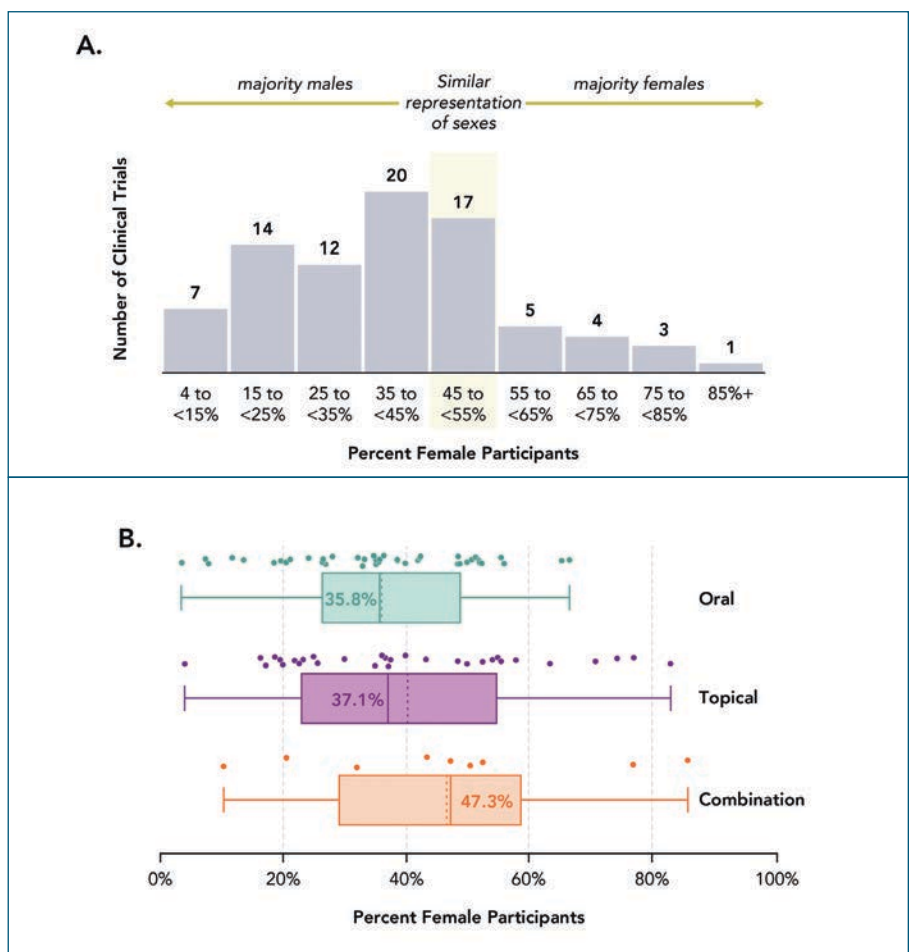 A.
majority males
Similar
representation
of sexes
majority females
Number of Clinical Trials
7
14
12
20
17
5
4
3
1
4 to
<15%
15 to
<25%
25 to
<35%
35 to
<45%
45 to
<55%
55 to
<65%
65 to
<75%
75 to
<85%
85%+
Percent Female Participants
B.
35.8%
Oral
37.1%
Topical
47.3%
Combination
0%
20%
40%
60%
80%
100%
Percent Female Participants